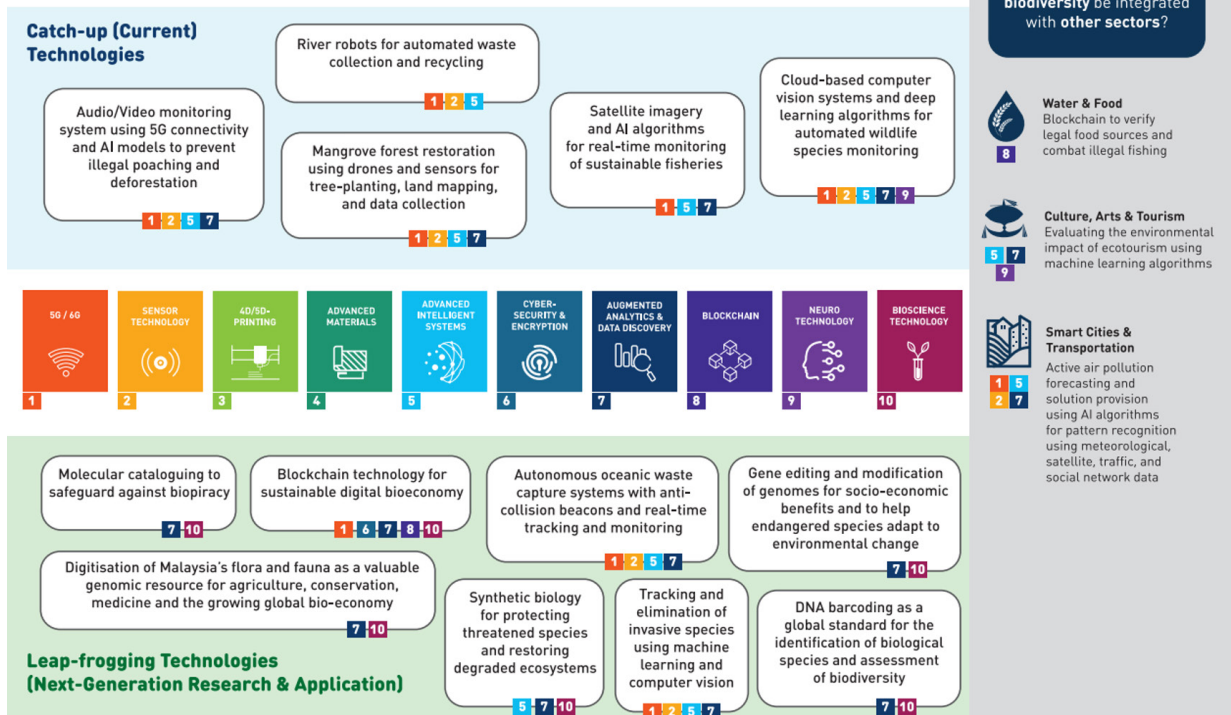 Catch-up (Current)
Technologies
River robots for automated waste
collection and recycling
1 2 5
Audio/Video monitoring
system using 5G connectivity
and AI models to prevent
illegal poaching and
deforestation
1 2 5 7
Mangrove forest restoration
using drones and sensors for
tree-planting, land mapping,
and data collection
1 2 5 7
Satellite imagery
and AI algorithms
for real-time monitoring
of sustainable fisheries
1 5 7
Cloud-based computer
vision systems and deep
learning algorithms for
automated wildlife
species monitoring
1 2 5 7 9
5G / 6G
1
SENSOR
TECHNOLOGY
2
4D/5D-
PRINTING
3
ADVANCED
MATERIALS
4
ADVANCED
INTELLIGENT
SYSTEMS
5
CYBER-
SECURITY &
ENCRYPTION
6
AUGMENTED
ANALYTICS &
DATA DISCOVERY
7
BLOCKCHAIN
8
NEURO
TECHNOLOGY
9
BIOSCIENCE
TECHNOLOGY
10
Molecular cataloguing to
safeguard against biopiracy
7 10
Blockchain technology for
sustainable digital bioeconomy
1 6 7 8 10
Autonomous oceanic waste
capture systems with anti-
collision beacons and real-time
tracking and monitoring
1 2 5 7
Gene editing and modification
of genomes for socio-economic
benefits and to help
endangered species adapt to
environmental change
7 10
Digitisation of Malaysia's flora and fauna as a valuable
genomic resource for agriculture, conservation,
medicine and the growing global bio-economy
7 10
Synthetic biology
for protecting
threatened species
and restoring
degraded ecosystems
5 7 10
Tracking and
elimination of
invasive species
using machine
learning and
computer vision
1 2 5 7
DNA barcoding as a
global standard for the
identification of biological
species and assessment
of biodiversity
7 10
Leap-frogging Technologies
(Next-Generation Research & Application)
biodiversity be integrated
with other sectors?
Water & Food
Blockchain to verify
legal food sources and
combat illegal fishing
8
Culture, Arts & Tourism
Evaluating the environmental
impact of ecotourism using
machine learning algorithms
5 7
9
Smart Cities &
Transportation
Active air pollution
forecasting and
solution provision
using AI algorithms
for pattern recognition
using meteorological,
satellite, traffic, and
social network data
1 5
2 7